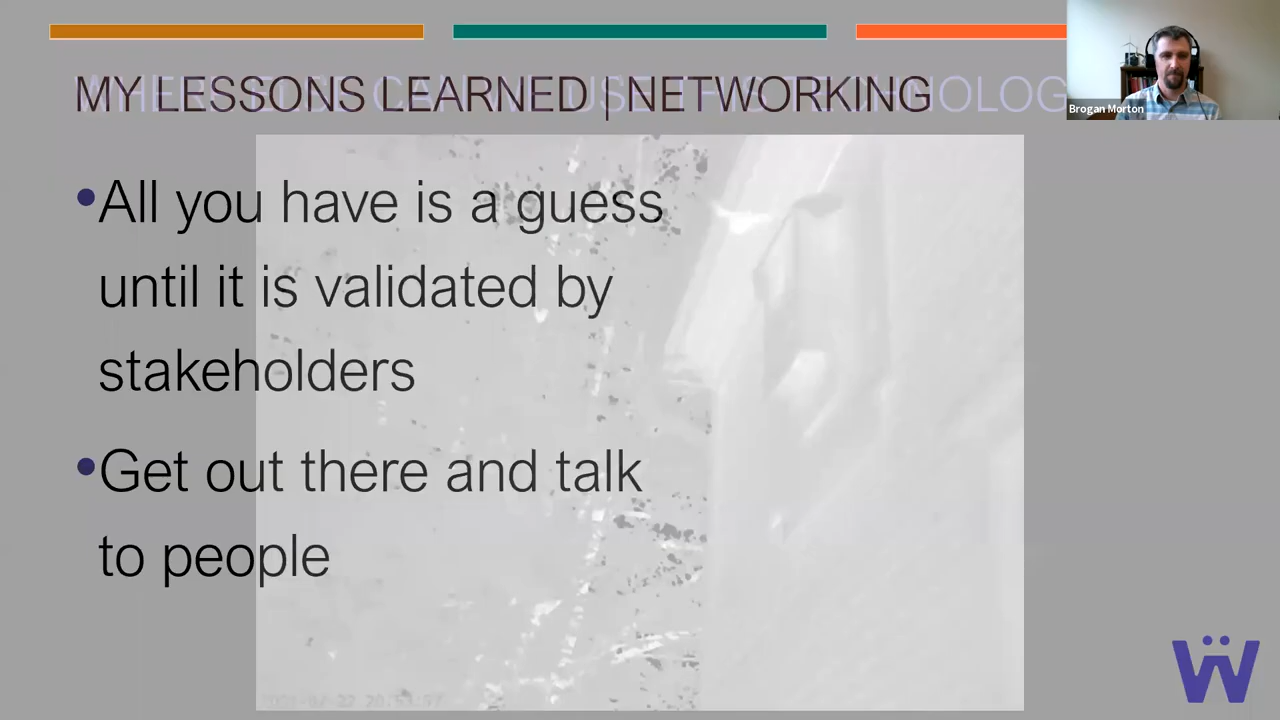 MY LESSONS LEARNED | NETWORKING
Brogan Morton
•All you have is a guess
until it is validated by
stakeholders
•Get out there and talk
to people